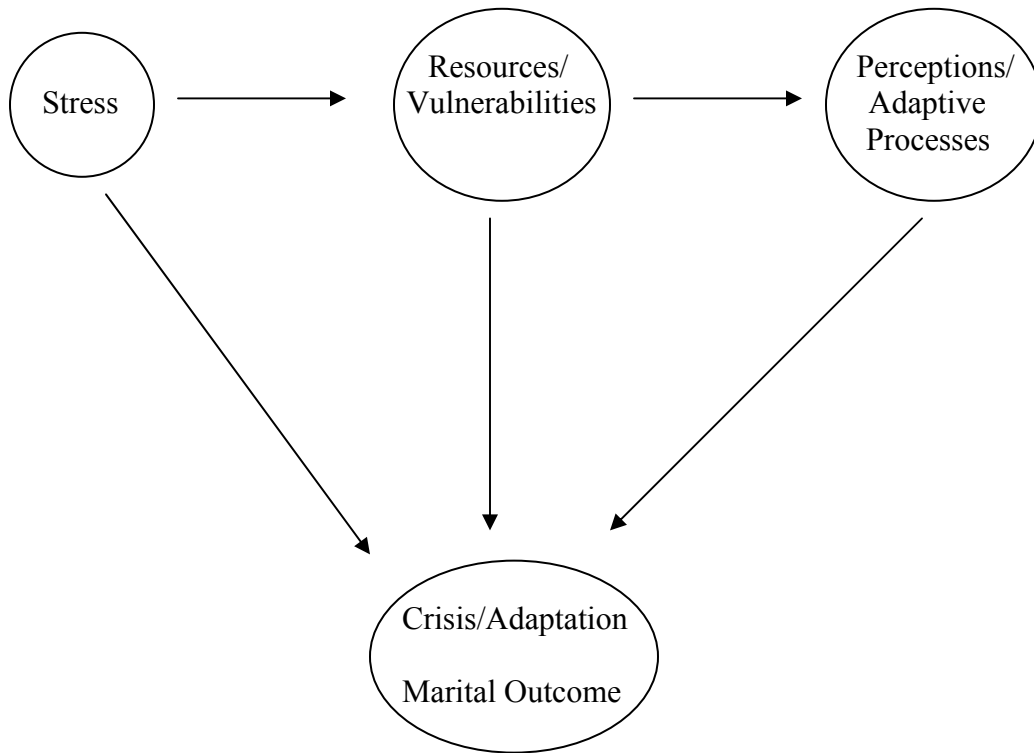 Stress
Resources/
Vulnerabilities
Perceptions/
Adaptive
Processes
Crisis/Adaptation
Marital Outcome